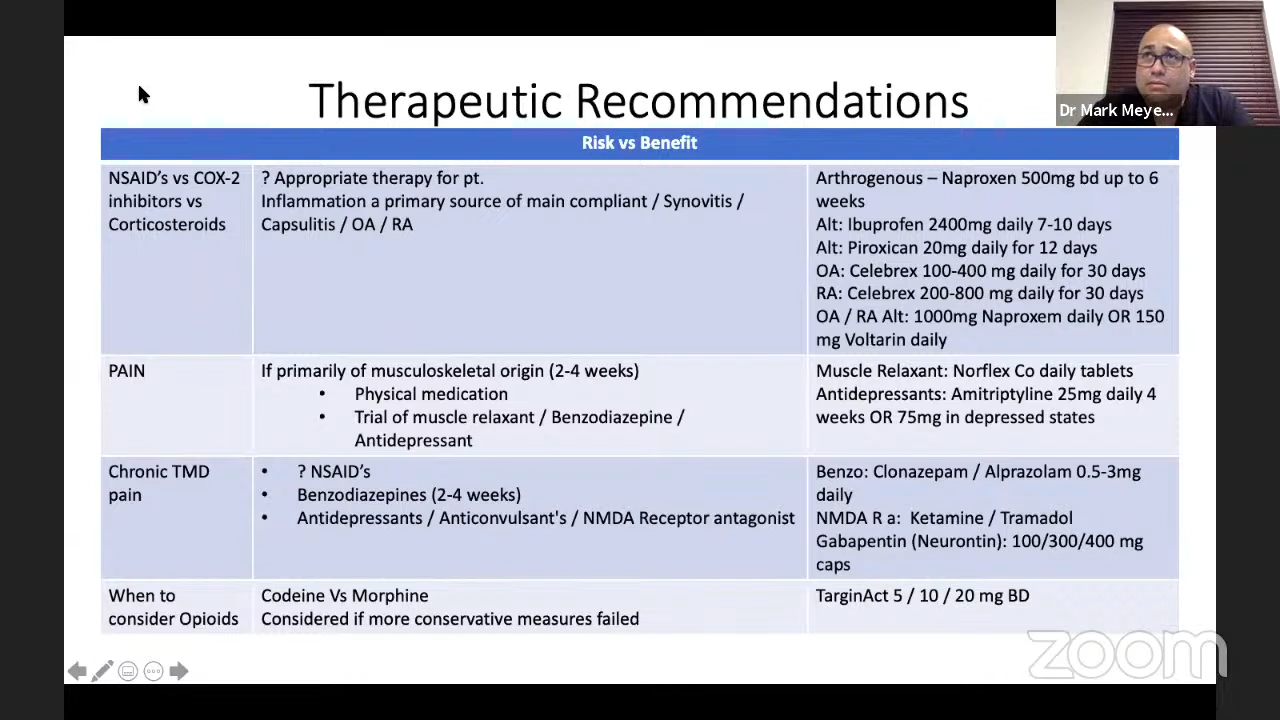 Therapeutic Recommendations
Dr Mark Meye...
Risk vs Benefit
NSAID's vs COX-2
inhibitors vs
Corticosteroids
? Appropriate therapy for pt.
Inflammation a primary source of main compliant / Synovitis /
Capsulitis / OA / RA
Arthrogenous – Naproxen 500mg bd up to 6
weeks
Alt: Ibuprofen 2400mg daily 7-10 days
Alt: Piroxican 20mg daily for 12 days
OA: Celebrex 100-400 mg daily for 30 days
RA: Celebrex 200-800 mg daily for 30 days
OA / RA Alt: 1000mg Naproxem daily OR 150
mg Voltarin daily
PAIN
If primarily of musculoskeletal origin (2-4 weeks)
• Physical medication
• Trial of muscle relaxant / Benzodiazepine /
Antidepressant
Muscle Relaxant: Norflex Co daily tablets
Antidepressants: Amitriptyline 25mg daily 4
weeks OR 75mg in depressed states
Chronic TMD
pain
• ? NSAID's
• Benzodiazepines (2-4 weeks)
• Antidepressants / Anticonvulsant's / NMDA Receptor antagonist
Benzo: Clonazepam / Alprazolam 0.5-3mg
daily
NMDA R a: Ketamine / Tramadol
Gabapentin (Neurontin): 100/300/400 mg
caps
When to
consider Opioids
Codeine Vs Morphine
Considered if more conservative measures failed
TarginAct 5 / 10 / 20 mg BD
zoom